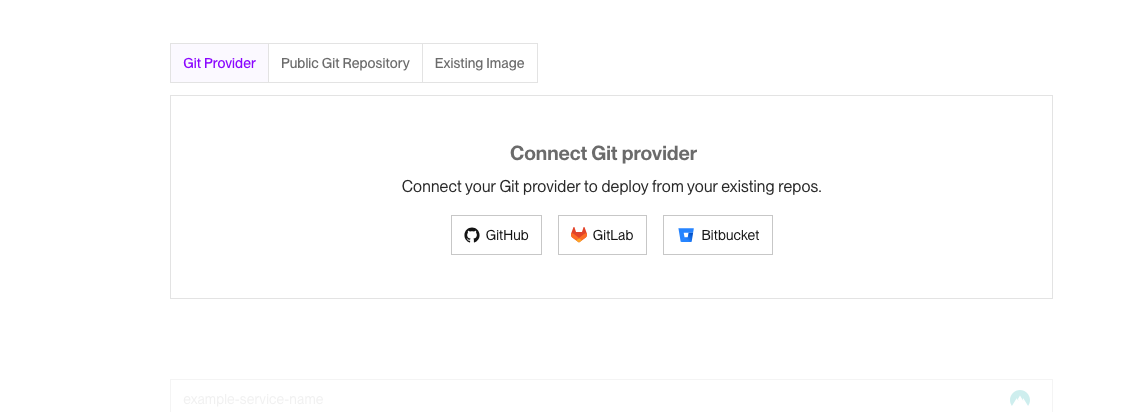 Git Provider Public Git Repository Existing Image
Connect Git provider
Connect your Git provider to deploy from your existing repos.
GitHub GitLab Bitbucket
example-service-name